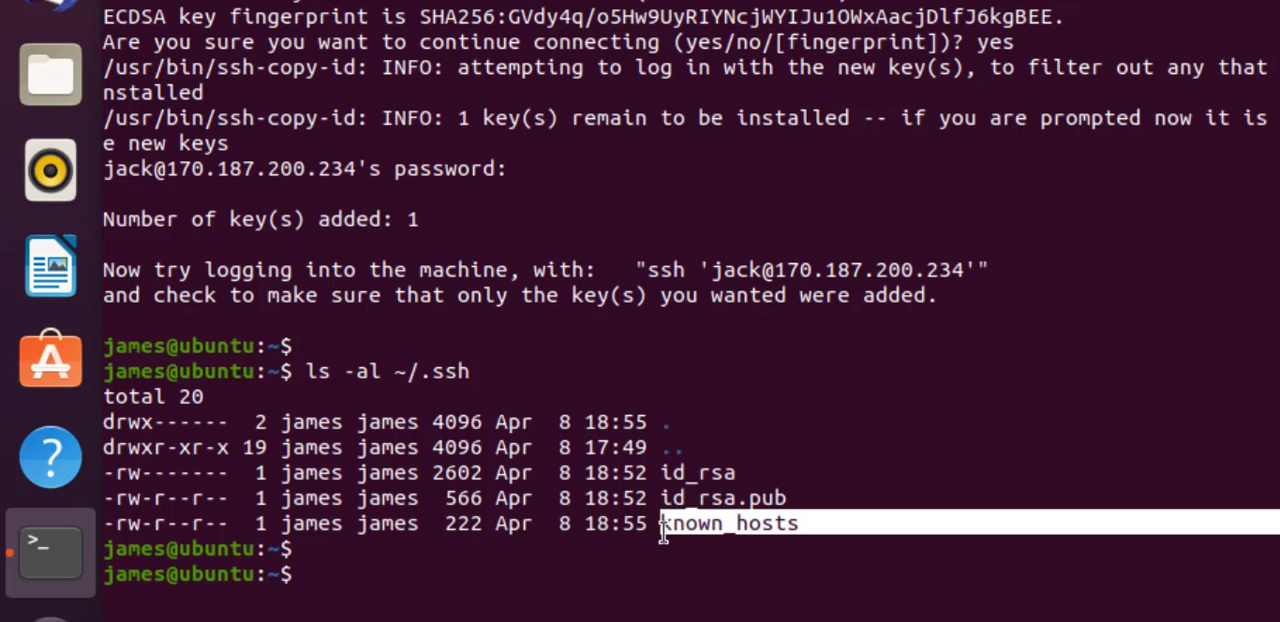 ECDSA key fingerprint is SHA256:GVdy4q/o5Hw9UyRIYNcjWYIJu1OWxAacjDlfJ6kgBEE.
Are you sure you want to continue connecting (yes/no/[fingerprint])? yes
/usr/bin/ssh-copy-id: INFO: attempting to log in with the new key(s), to filter out any that
nstalled
/usr/bin/ssh-copy-id: INFO: 1 key(s) remain to be installed -- if you are prompted now it is
e new keys
jack@170.187.200.234's password:
Number of key(s) added: 1
Now try logging into the machine, with:   "ssh 'jack@170.187.200.234'"
and check to make sure that only the key(s) you wanted were added.
james@ubuntu:~$
james@ubuntu:~$ ls -al ~/.ssh
total 20
drwx------  2 james james 4096 Apr  8 18:55 .
drwxr-xr-x 19 james james 4096 Apr  8 17:49 ..
-rw-------  1 james james 2602 Apr  8 18:52 id_rsa
-rw-r--r--  1 james james  566 Apr  8 18:52 id_rsa.pub
-rw-r--r--  1 james james  222 Apr  8 18:55 known_hosts
james@ubuntu:~$
james@ubuntu:~$